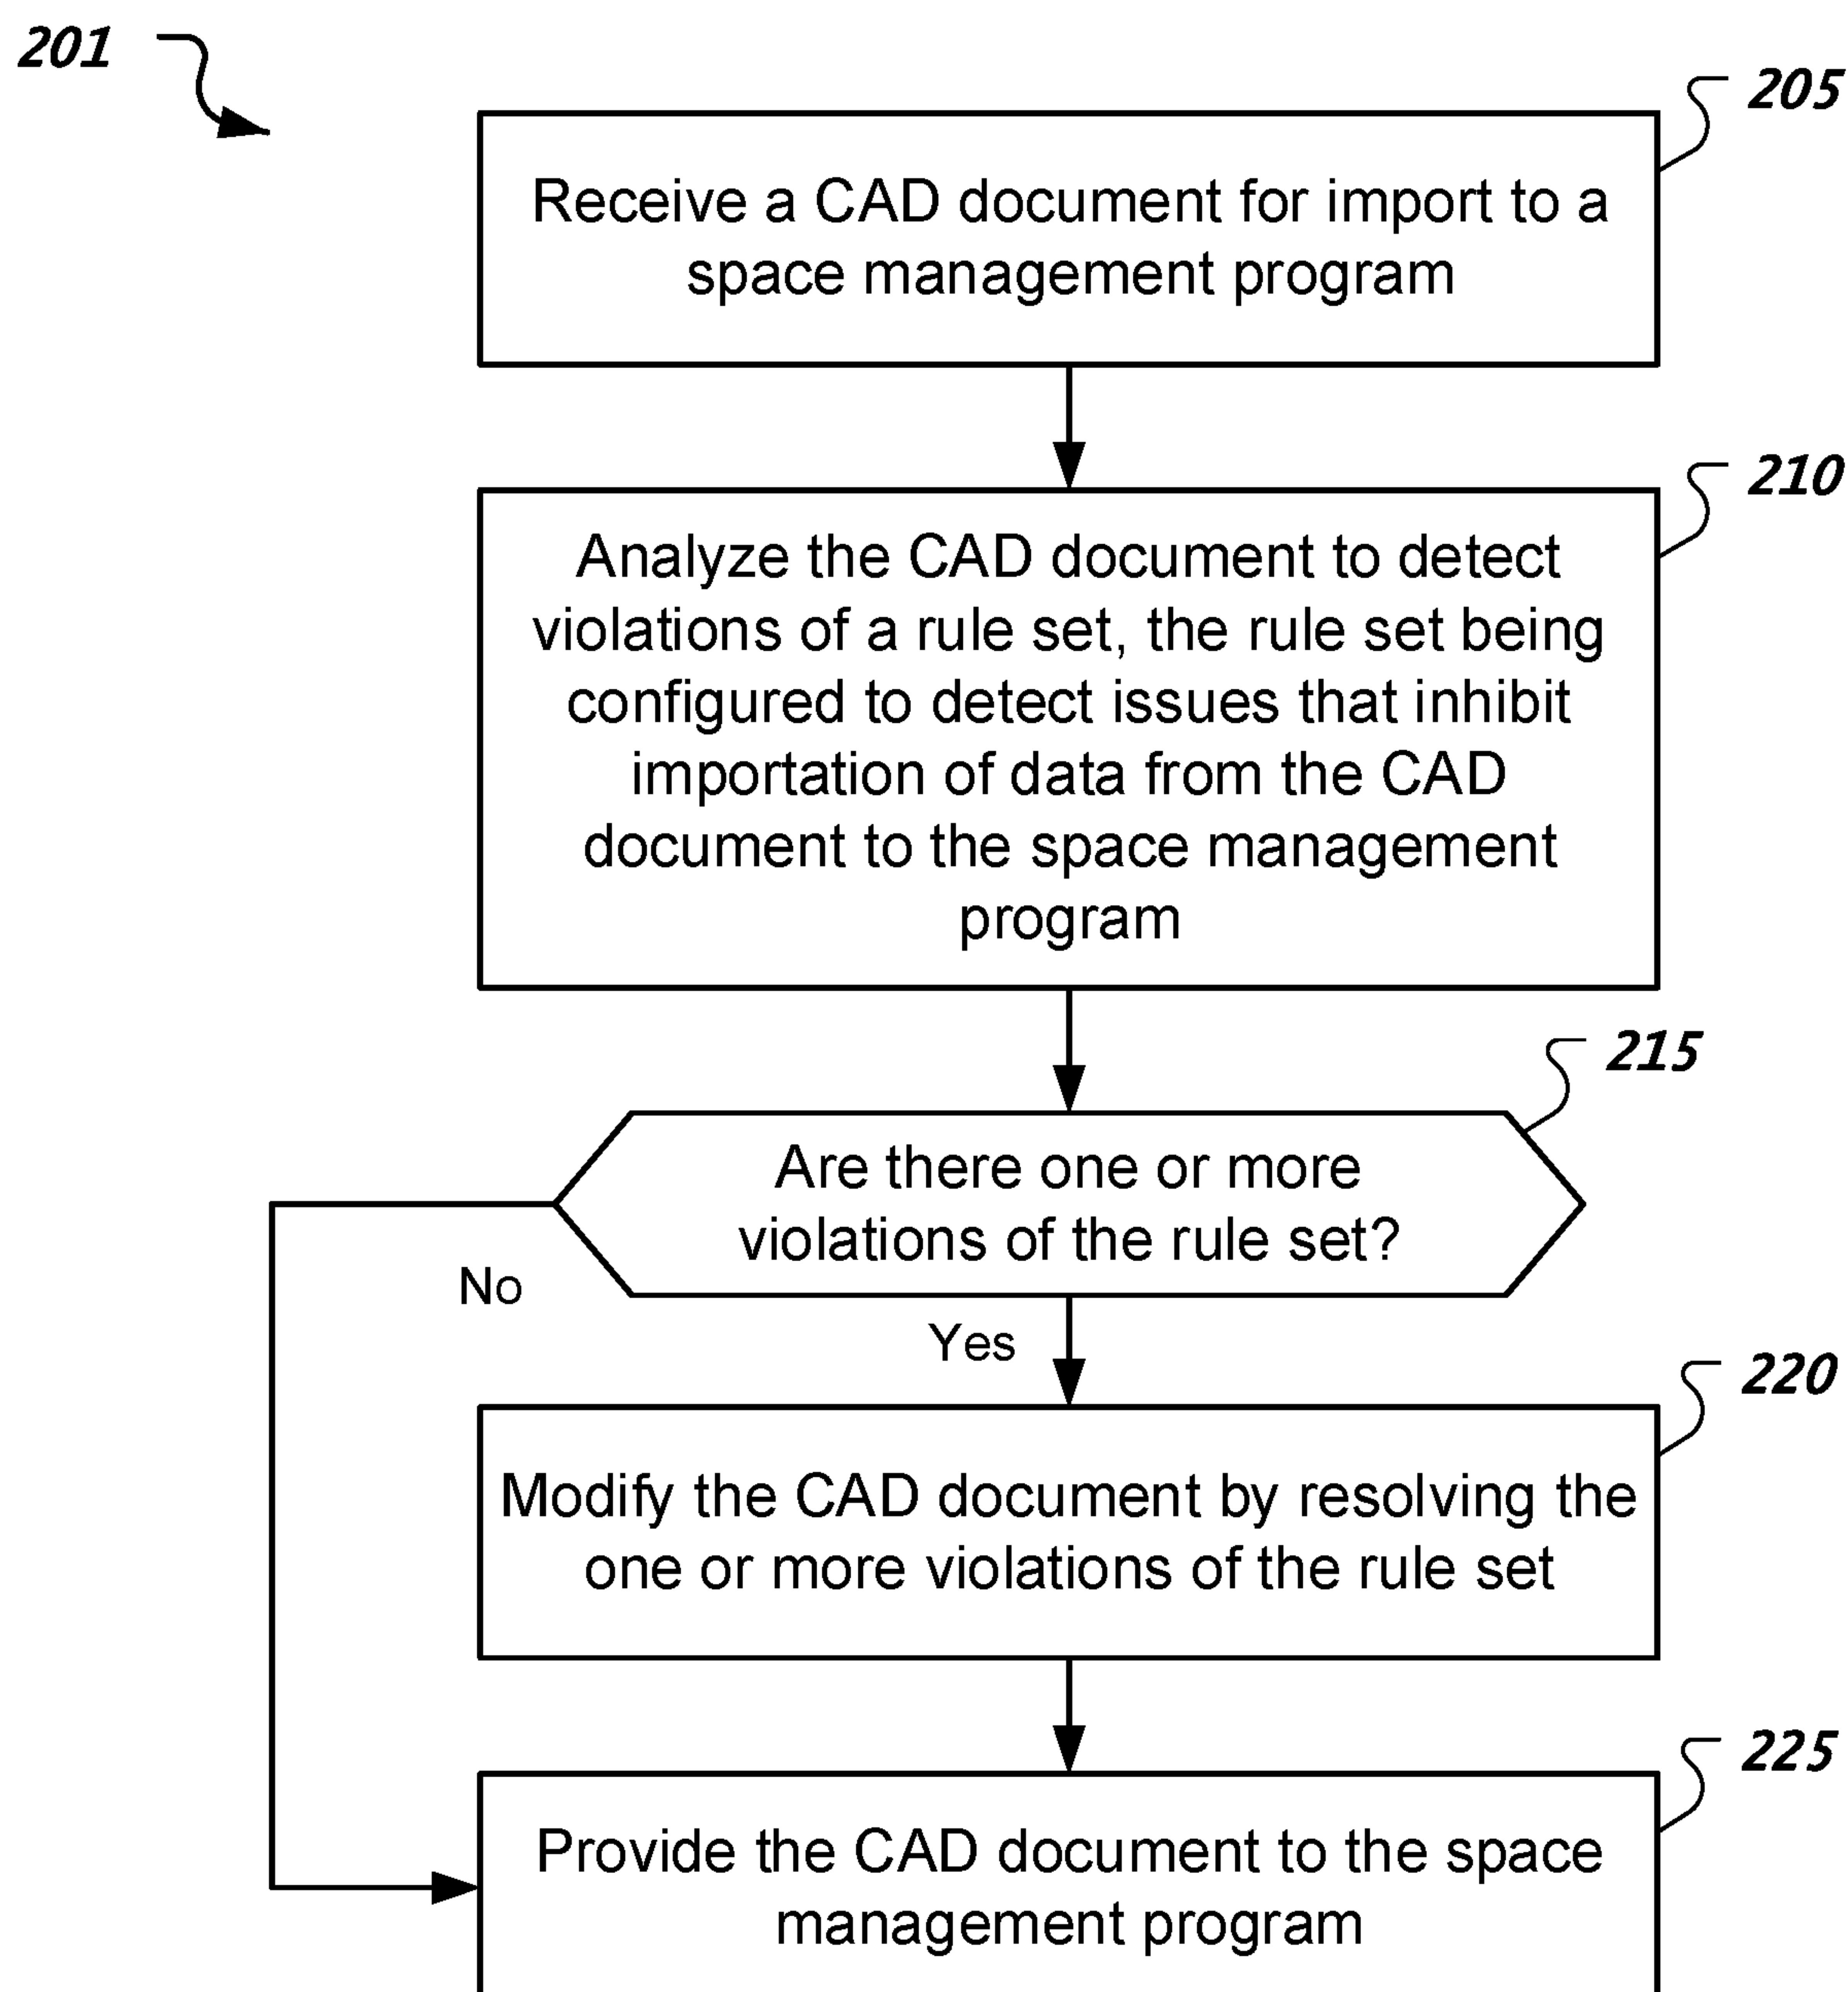 201
205
Receive a CAD document for import to a
space management program
210
Analyze the CAD document to detect
violations of a rule set, the rule set being
configured to detect issues that inhibit
importation of data from the CAD
document to the space management
program
215
Are there one or more
violations of the rule set?
No
Yes
220
Modify the CAD document by resolving the
one or more violations of the rule set
225
Provide the CAD document to the space
management program